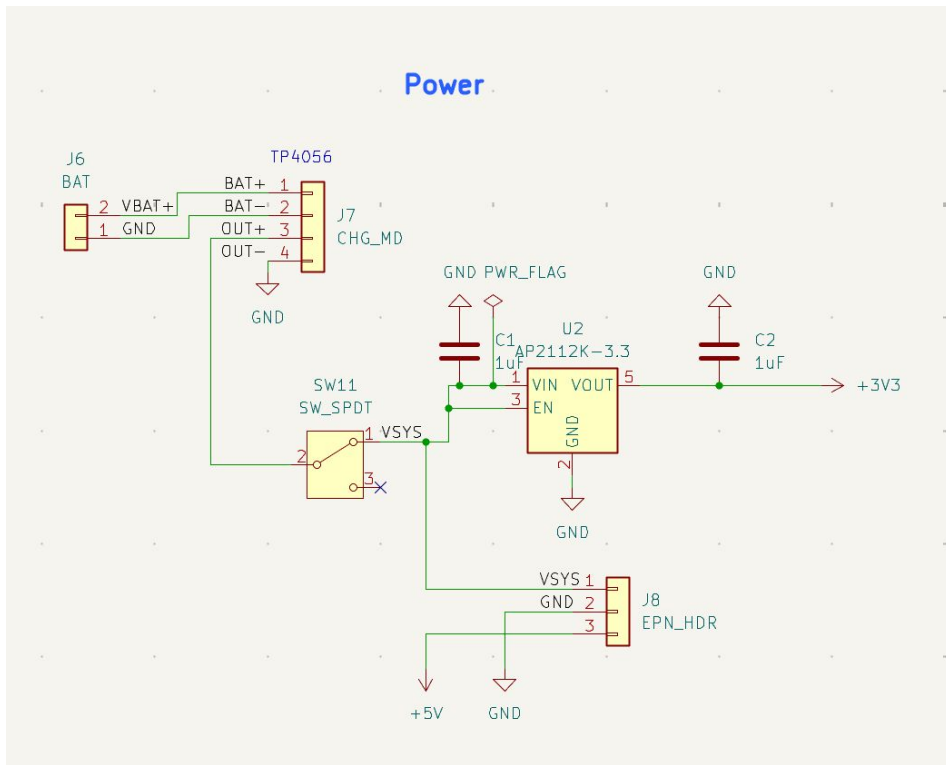 Power
J6
BAT
2 VBAT+
1 GND
TP4056
BAT+ 1
BAT- 2
OUT+ 3
OUT- 4
J7
CHG_MD
GND
GND PWR_FLAG
C1
1uF
U2
AP2112K-3.3
1 VIN VOUT 5
3 EN
GND
2
GND
GND
C2
1uF
+3V3
SW11
SW_SPDT
1 VSYS
2
3
VSYS 1
GND 2
3
J8
EPN_HDR
+5V
GND